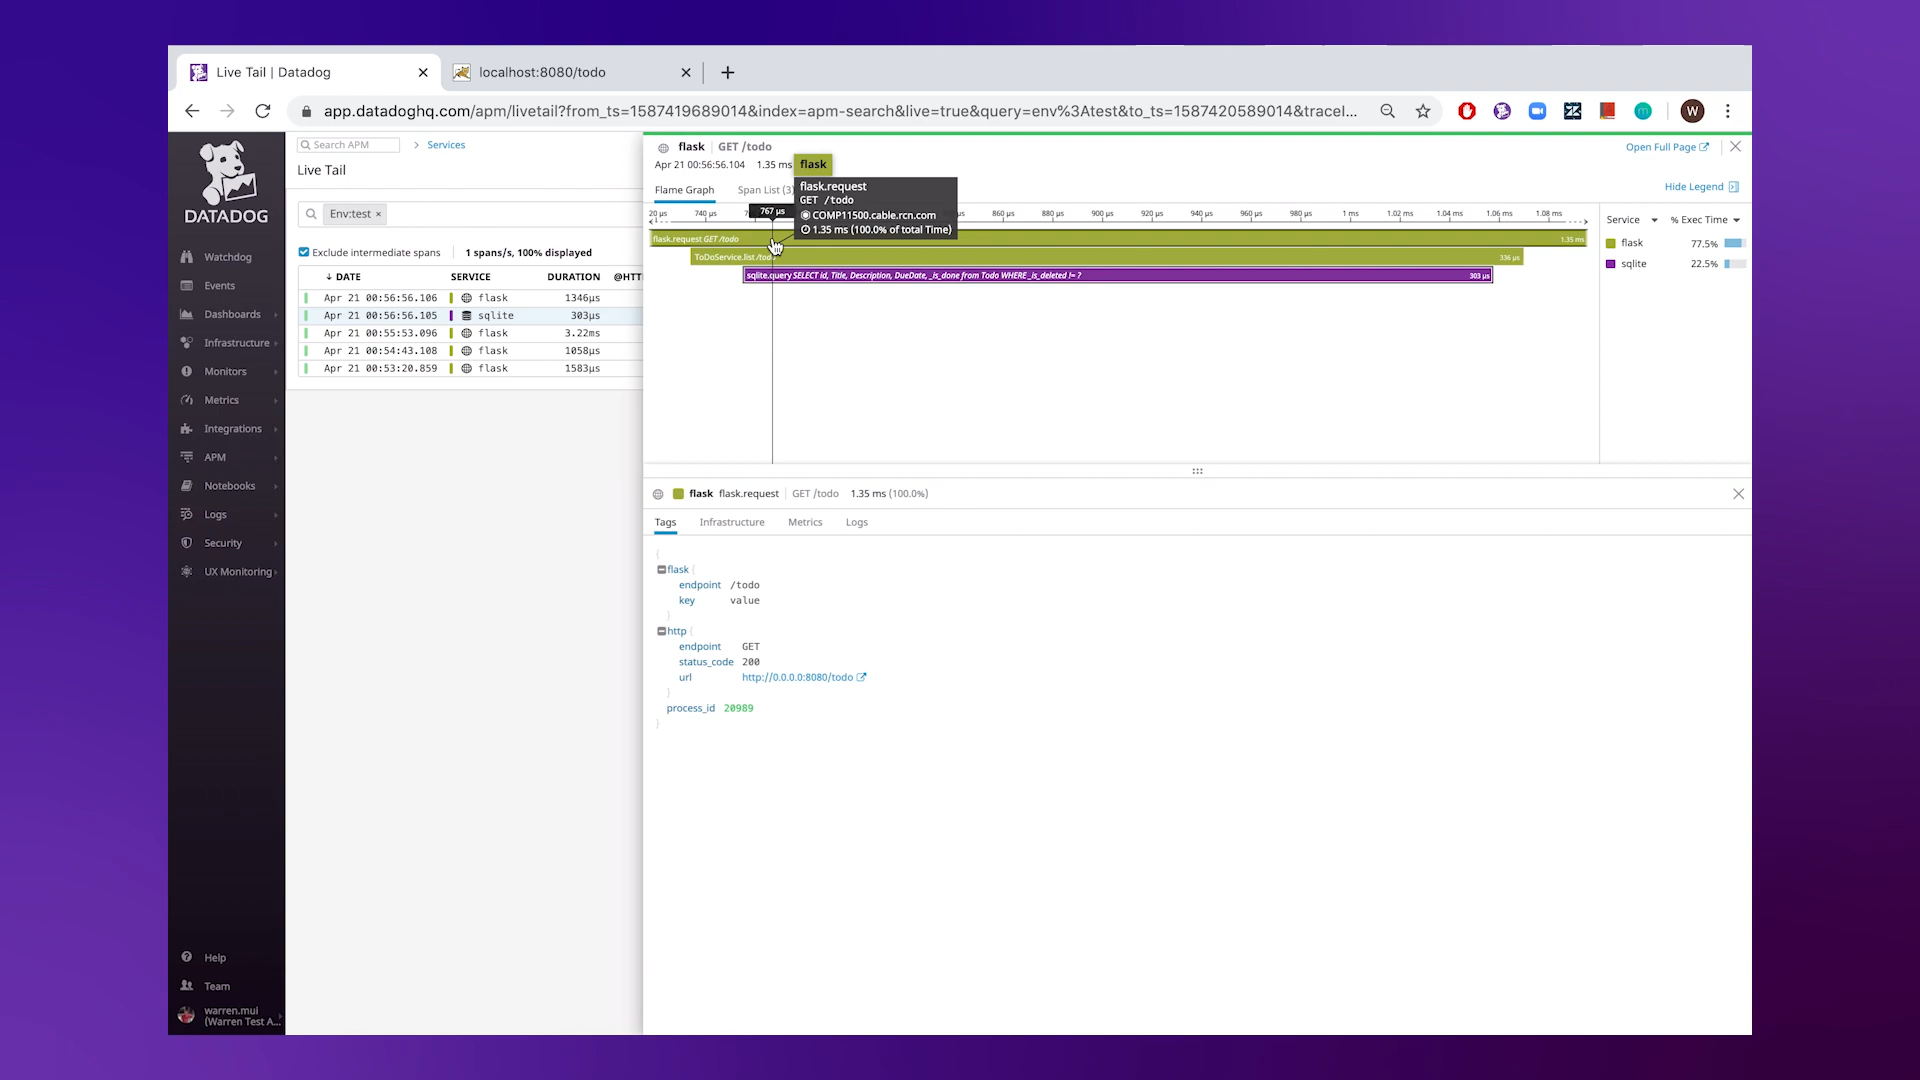 Live Tail | Datadog
localhost:8080/todo
app.datadoghq.com/apm/livetail?from_ts=1587419689014&index=apm-search&live=true&query=env%3Atest&to_ts=1587420589014&traceI...
W
DATADOG
Watchdog
Events
Dashboards
Infrastructure
Monitors
Metrics
Integrations
APM
Notebooks
Logs
Security
UX Monitoring
Help
Team
warren.mui
(Warren Test A...
Search APM
Services
Live Tail
Env:test ×
Exclude intermediate spans
1 spans/s, 100% displayed
↓ DATE SERVICE DURATION @HTT
Apr 21 00:56:56.106 flask 1346µs
Apr 21 00:56:56.105 sqlite 303µs
Apr 21 00:55:53.096 flask 3.22ms
Apr 21 00:54:43.108 flask 1058µs
Apr 21 00:53:20.859 flask 1583µs
flask GET /todo
Open Full Page
Apr 21 00:56:56.104 1.35 ms
flask
flask.request
GET /todo
COMP11500.cable.rcn.com
1.35 ms (100.0% of total Time)
Flame Graph Span List (3)
Hide Legend
20 µs 740 µs 767 µs 860 µs 880 µs 900 µs 920 µs 940 µs 960 µs 980 µs 1 ms 1.02 ms 1.04 ms 1.06 ms 1.08 ms
flask.request GET /todo 1.35 ms
ToDoService.list /todo 336 µs
sqlite.query SELECT id, Title, Description, DueDate, _is_done from Todo WHERE _is_deleted != ? 303 µs
Service % Exec Time
flask 77.5%
sqlite 22.5%
flask flask.request GET /todo 1.35 ms (100.0%)
Tags Infrastructure Metrics Logs
{
flask {
endpoint /todo
key value
}
http {
endpoint GET
status_code 200
url http://0.0.0.0:8080/todo
}
process_id 20989
}